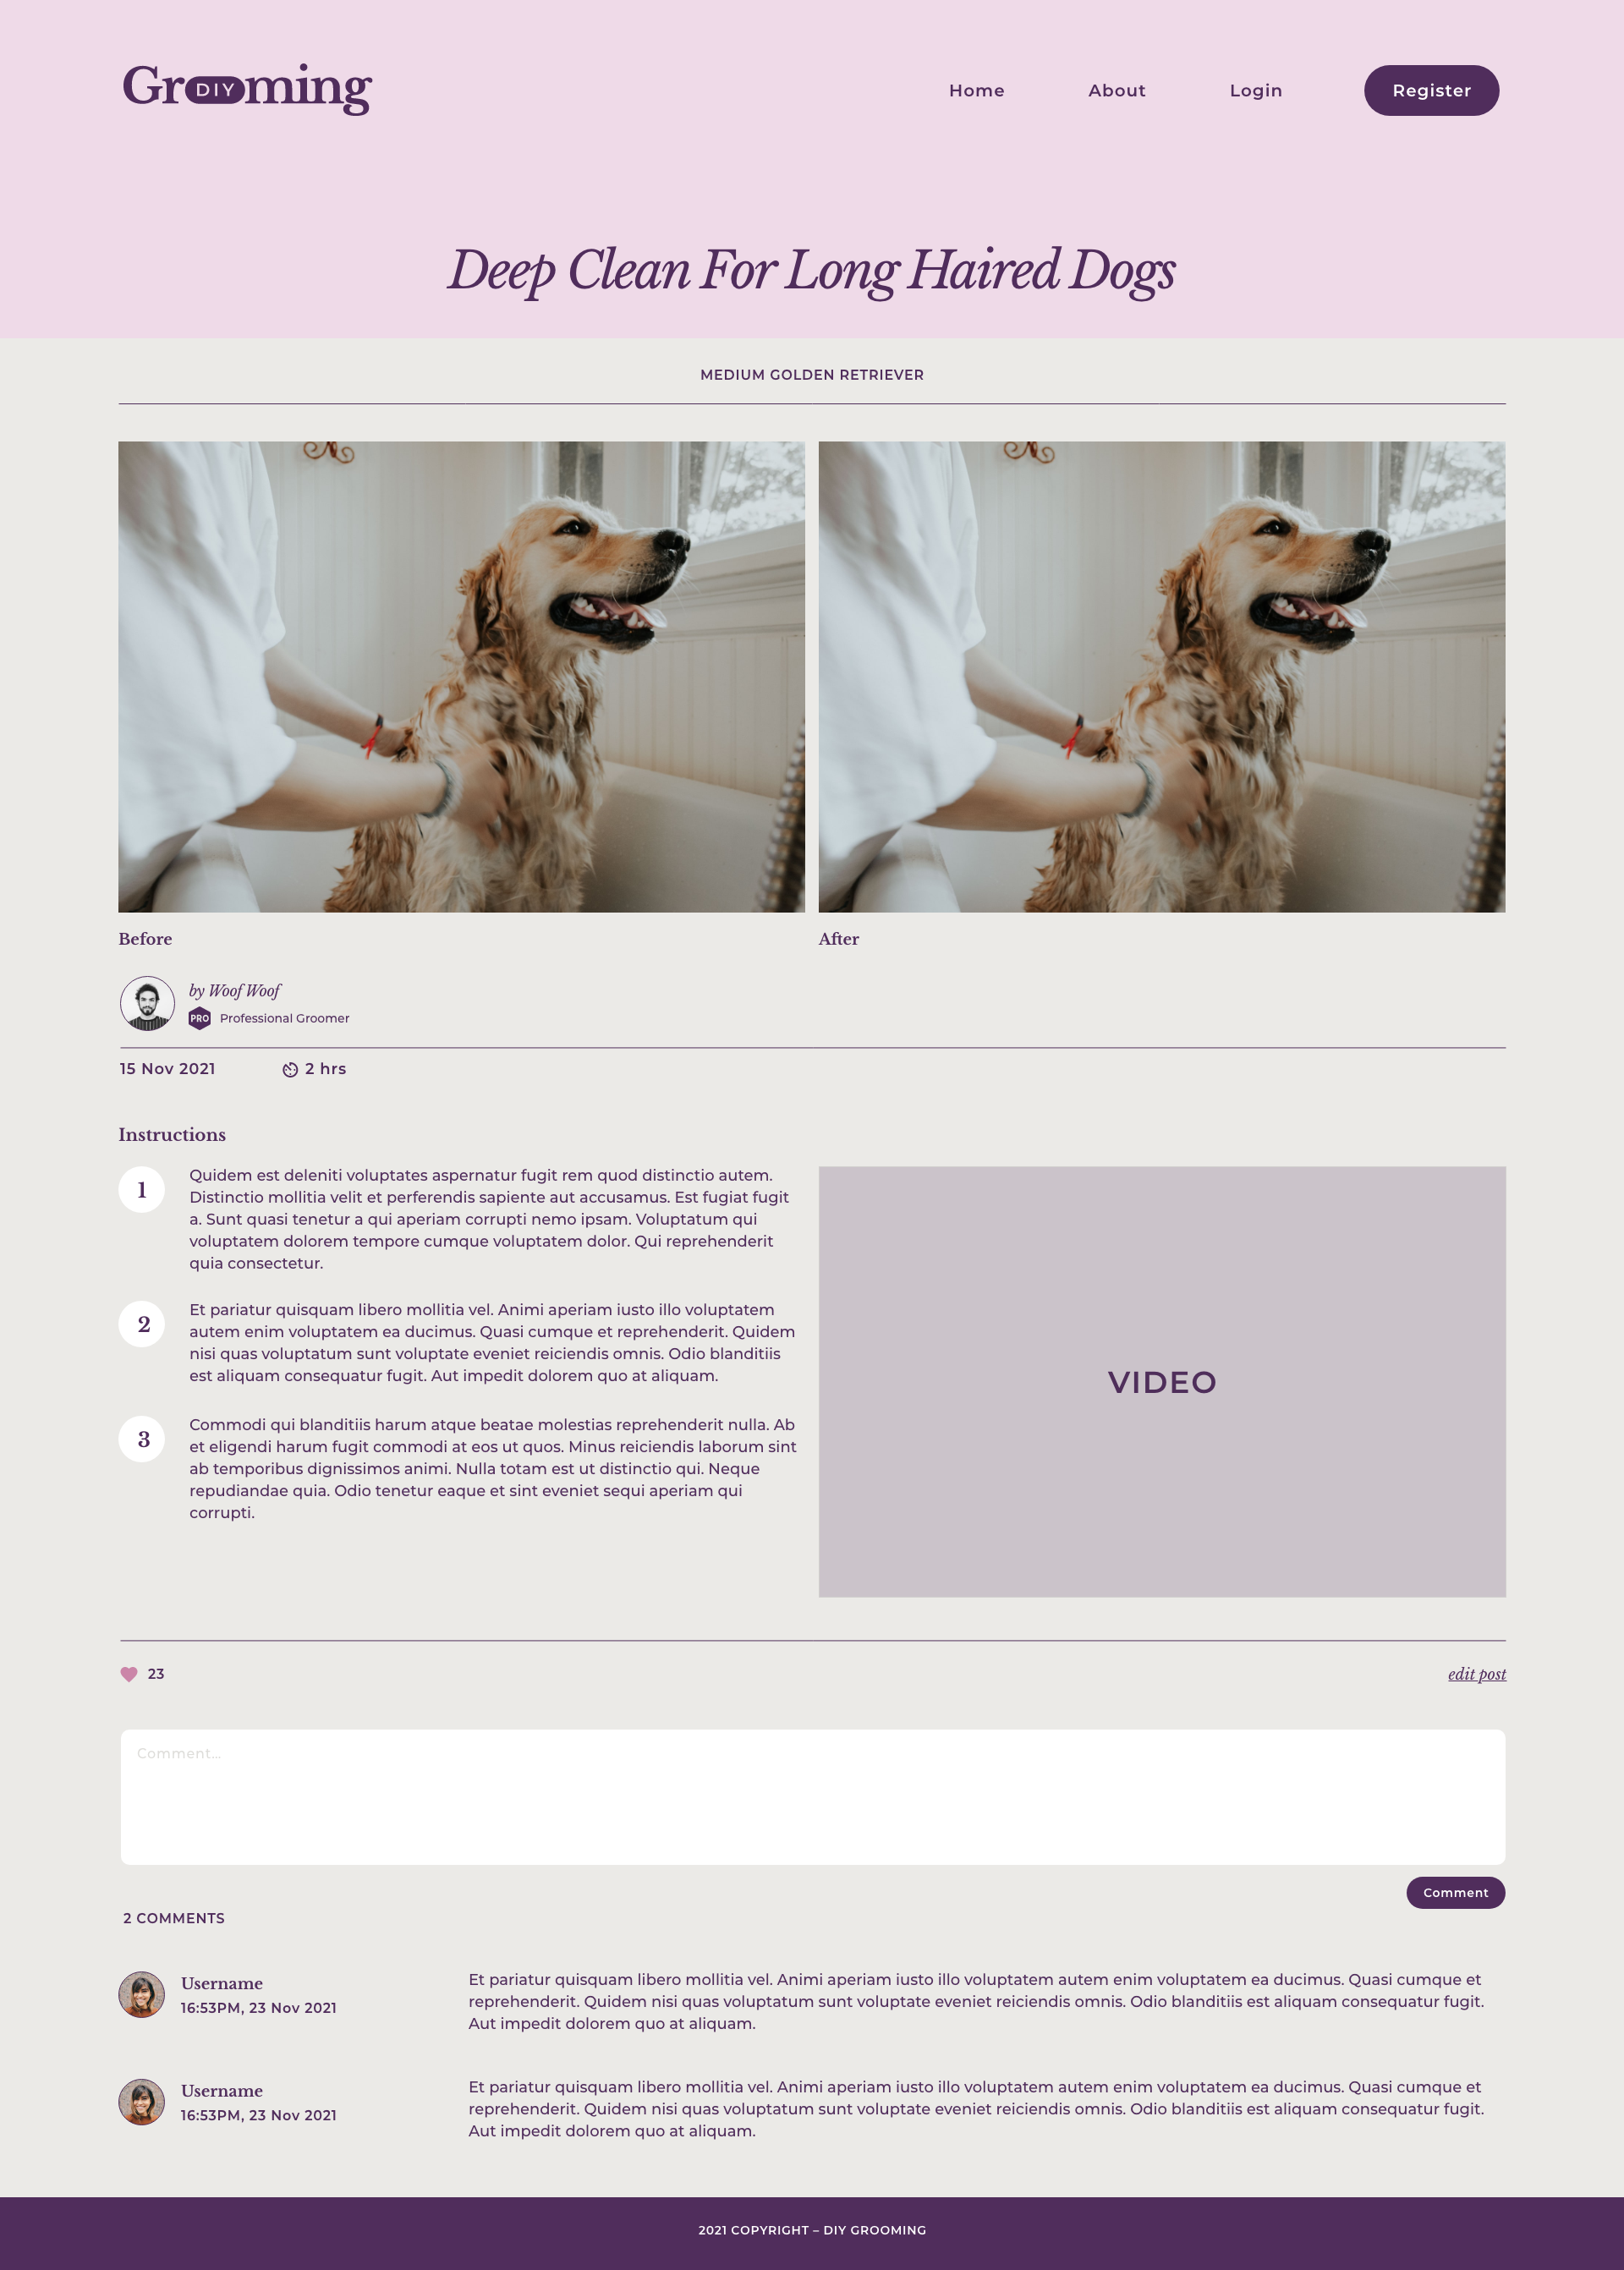 Grooming
DIY
Home
About
Login
Register
Deep Clean For Long Haired Dogs
MEDIUM GOLDEN RETRIEVER
Before
After
by Woof Woof
PRO
Professional Groomer
15 Nov 2021
2 hrs
Instructions
1
Quidem est deleniti voluptates aspernatur fugit rem quod distinctio autem.
Distinctio mollitia velit et perferendis sapiente aut accusamus. Est fugiat fugit
a. Sunt quasi tenetur a qui aperiam corrupti nemo ipsam. Voluptatum qui
voluptatem dolorem tempore cumque voluptatem dolor. Qui reprehenderit
quia consectetur.
2
Et pariatur quisquam libero mollitia vel. Animi aperiam iusto illo voluptatem
autem enim voluptatem ea ducimus. Quasi cumque et reprehenderit. Quidem
nisi quas voluptatum sunt voluptate eveniet reiciendis omnis. Odio blanditiis
est aliquam consequatur fugit. Aut impedit dolorem quo at aliquam.
3
Commodi qui blanditiis harum atque beatae molestias reprehenderit nulla. Ab
et eligendi harum fugit commodi at eos ut quos. Minus reiciendis laborum sint
ab temporibus dignissimos animi. Nulla totam est ut distinctio qui. Neque
repudiandae quia. Odio tenetur eaque et sint eveniet sequi aperiam qui
corrupti.
VIDEO
23
edit post
Comment...
Comment
2 COMMENTS
Username
16:53PM, 23 Nov 2021
Et pariatur quisquam libero mollitia vel. Animi aperiam iusto illo voluptatem autem enim voluptatem ea ducimus. Quasi cumque et
reprehenderit. Quidem nisi quas voluptatum sunt voluptate eveniet reiciendis omnis. Odio blanditiis est aliquam consequatur fugit.
Aut impedit dolorem quo at aliquam.
Username
16:53PM, 23 Nov 2021
Et pariatur quisquam libero mollitia vel. Animi aperiam iusto illo voluptatem autem enim voluptatem ea ducimus. Quasi cumque et
reprehenderit. Quidem nisi quas voluptatum sunt voluptate eveniet reiciendis omnis. Odio blanditiis est aliquam consequatur fugit.
Aut impedit dolorem quo at aliquam.
2021 COPYRIGHT – DIY GROOMING